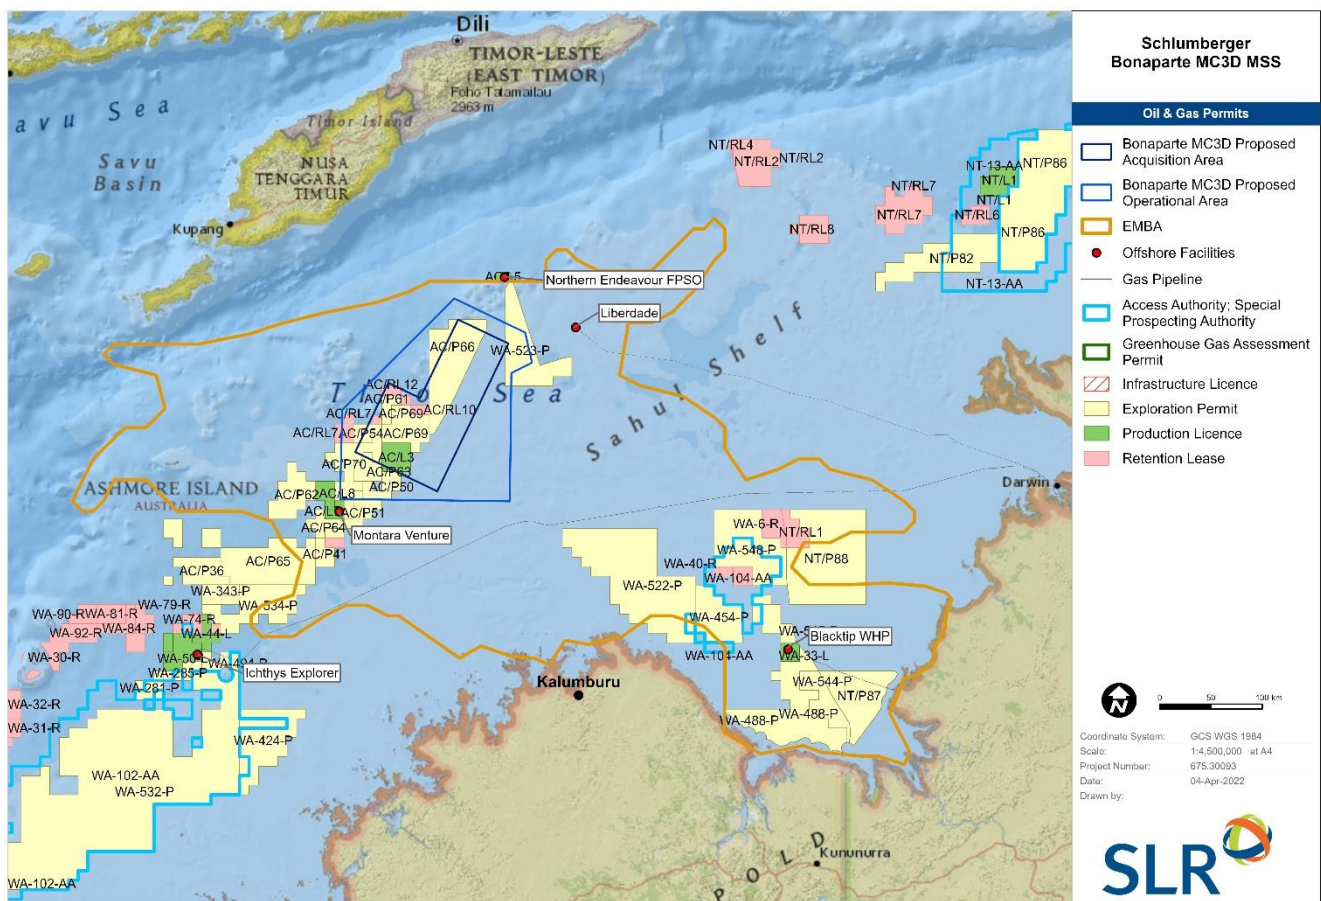 Dili
TIMOR-LESTE
(EAST TIMOR)
Foho Tatamailau
2963 m
Timor Island
avu Sea
Savu
Basin
NUSA
TENGGARA
TIMUR
Kupang
NT/RL4
NT/RL2
NT/RL2
NT-13-AA
NT/P86
NT/L1
NT/RL7
NT/L1
NT/RL7
NT/RL6
NT/RL8
NT/P86
NT/P82
NT-13-AA
Northern Endeavour FPSO
Liberdade
AC/P66
WA-523-P
Sea
Sahul Shelf
AC/RL12
AC/P61
AC/RL7
AC/P69
AC/RL10
AC/RL7
AC/P54
AC/P69
AC/L3
AC/P70
AC/P63
AC/P50
AC/P62
AC/L8
AC/P51
AC/P64
Montara Venture
AC/P41
ASHMORE ISLAND
AUSTRALIA
Darwin
AC/P65
AC/P36
WA-343-P
WA-534-P
WA-6-R
NT/RL1
WA-548-P
NT/P88
WA-40-R
WA-104-AA
WA-522-P
WA-454-P
WA-104-AA
WA-79-R
WA-90-R
WA-81-R
WA-74-R
WA-92-R
WA-84-R
WA-44-L
WA-30-R
WA-285-P
Ichthys Explorer
WA-281-P
WA-32-R
WA-31-R
Blacktip WHP
WA-33-L
WA-544-P
NT/P87
WA-488-P
WA-488-P
Kalumburu
WA-424-P
WA-102-AA
WA-532-P
WA-102-AA
Kununurra
POLD
Schlumberger
Bonaparte MC3D MSS
Oil & Gas Permits
Bonaparte MC3D Proposed
Acquisition Area
Bonaparte MC3D Proposed
Operational Area
EMBA
Offshore Facilities
Gas Pipeline
Access Authority; Special
Prospecting Authority
Greenhouse Gas Assessment
Permit
Infrastructure Licence
Exploration Permit
Production Licence
Retention Lease
N
0 50 100 km
Coordinate System: GCS WGS 1984
Scale: 1:4,500,000 at A4
Project Number: 675.30093
Date: 04-Apr-2022
Drawn by:
SLR